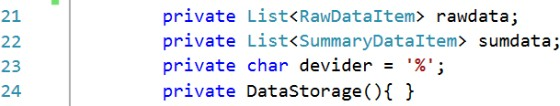 21 private List<RawDataItem> rawdata;
22 private List<SummaryDataItem> sumdata;
23 private char devider = '%';
24 private DataStorage(){ }